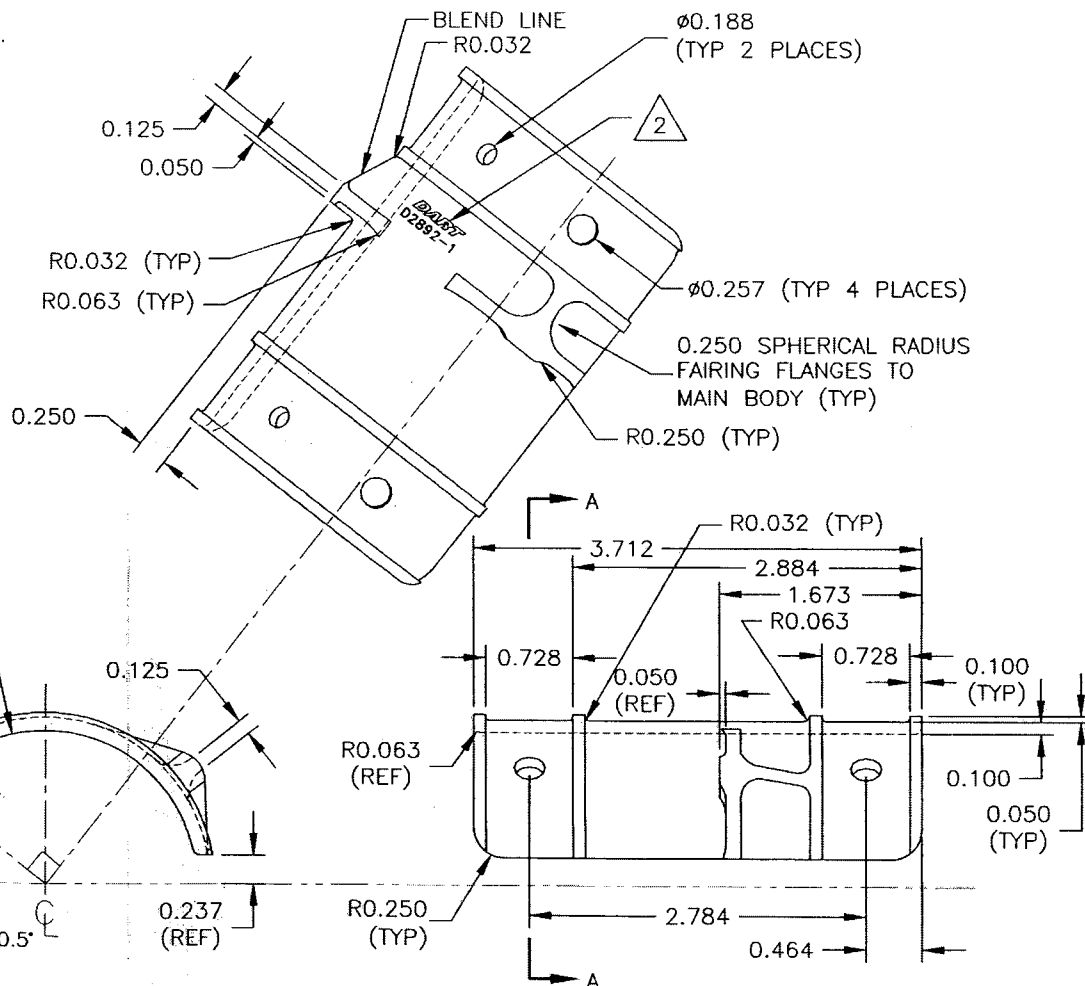 BLEND LINE
R0.032
ø0.188
(TYP 2 PLACES)
0.125
0.050
2
DART
D2892-1
R0.032 (TYP)
R0.063 (TYP)
ø0.257 (TYP 4 PLACES)
0.250 SPHERICAL RADIUS
FAIRING FLANGES TO
MAIN BODY (TYP)
0.250
R0.250 (TYP)
A
R0.032 (TYP)
3.712
2.884
1.673
R0.063
0.728
0.728
0.050
(REF)
0.100
(TYP)
0.125
R0.063
(REF)
0.100
0.050
(TYP)
0.237
(REF)
R0.250
(TYP)
2.784
0.464
℄
0.5°
A